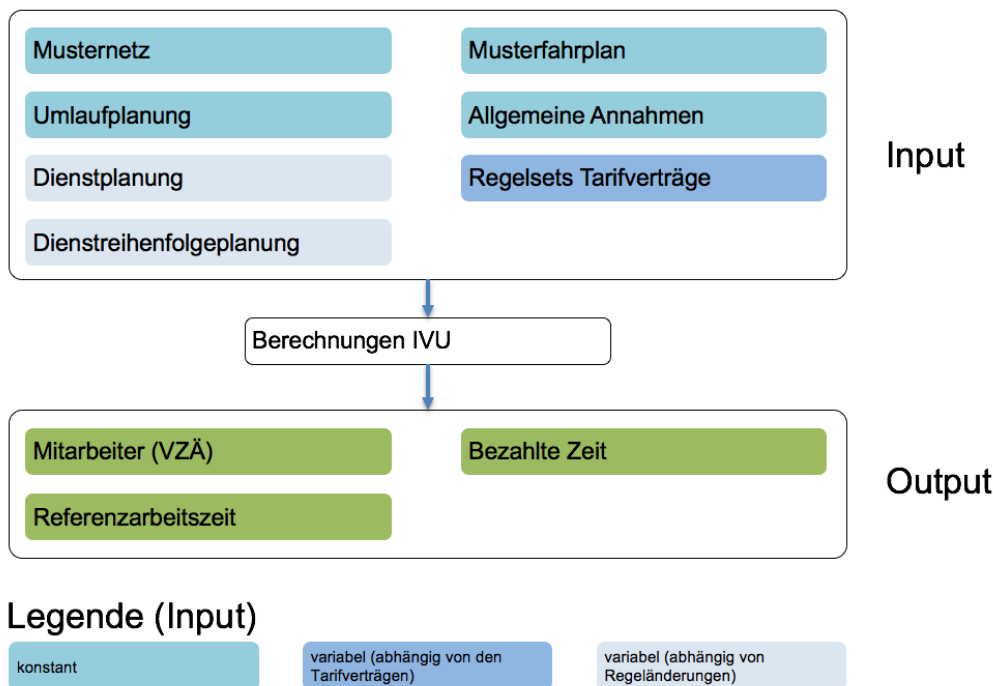 Musternetz
Musterfahrplan
Umlaufplanung
Allgemeine Annahmen
Dienstplanung
Regelsets Tarifverträge
Dienstreihenfolgeplanung
Input
Berechnungen IVU
Mitarbeiter (VZÄ)
Bezahlte Zeit
Referenzarbeitszeit
Output
Legende (Input)
konstant
variabel (abhängig von den
Tarifverträgen)
variabel (abhängig von
Regeländerungen)